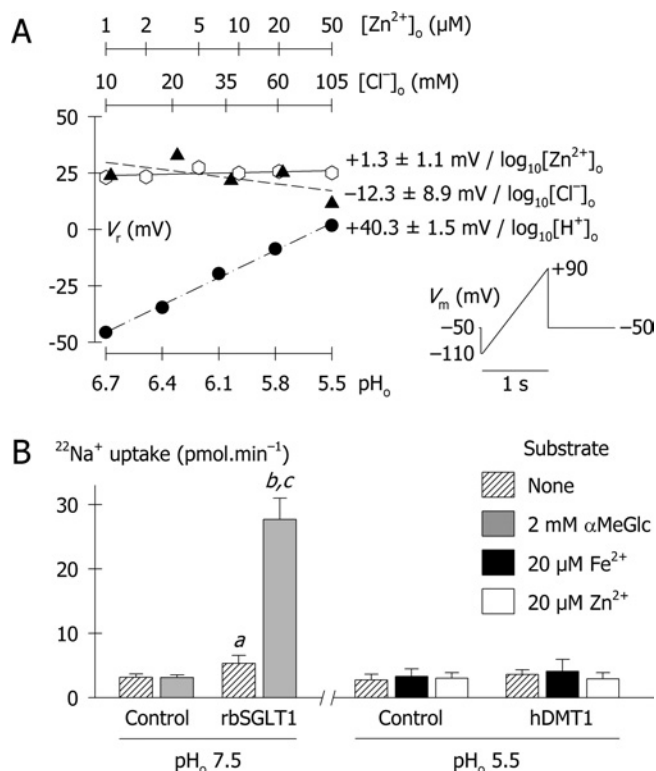 A
1 2 5 10 20 50 [Zn²⁺]ₒ (µM)
10 20 35 60 105 [Cl⁻]ₒ (mM)
50
25
0
-25
-50
Vr (mV)
+1.3 ± 1.1 mV / log₁₀[Zn²⁺]ₒ
−12.3 ± 8.9 mV / log₁₀[Cl⁻]ₒ
+40.3 ± 1.5 mV / log₁₀[H⁺]ₒ
6.7 6.4 6.1 5.8 5.5 pHₒ
+90
Vm (mV)
−50 −50
−110
1 s
B
²²Na⁺ uptake (pmol.min⁻¹)
30
20
10
0
a
b,c
Substrate
None
2 mM αMeGlc
20 µM Fe²⁺
20 µM Zn²⁺
Control rbSGLT1 Control hDMT1
pHₒ 7.5 pHₒ 5.5